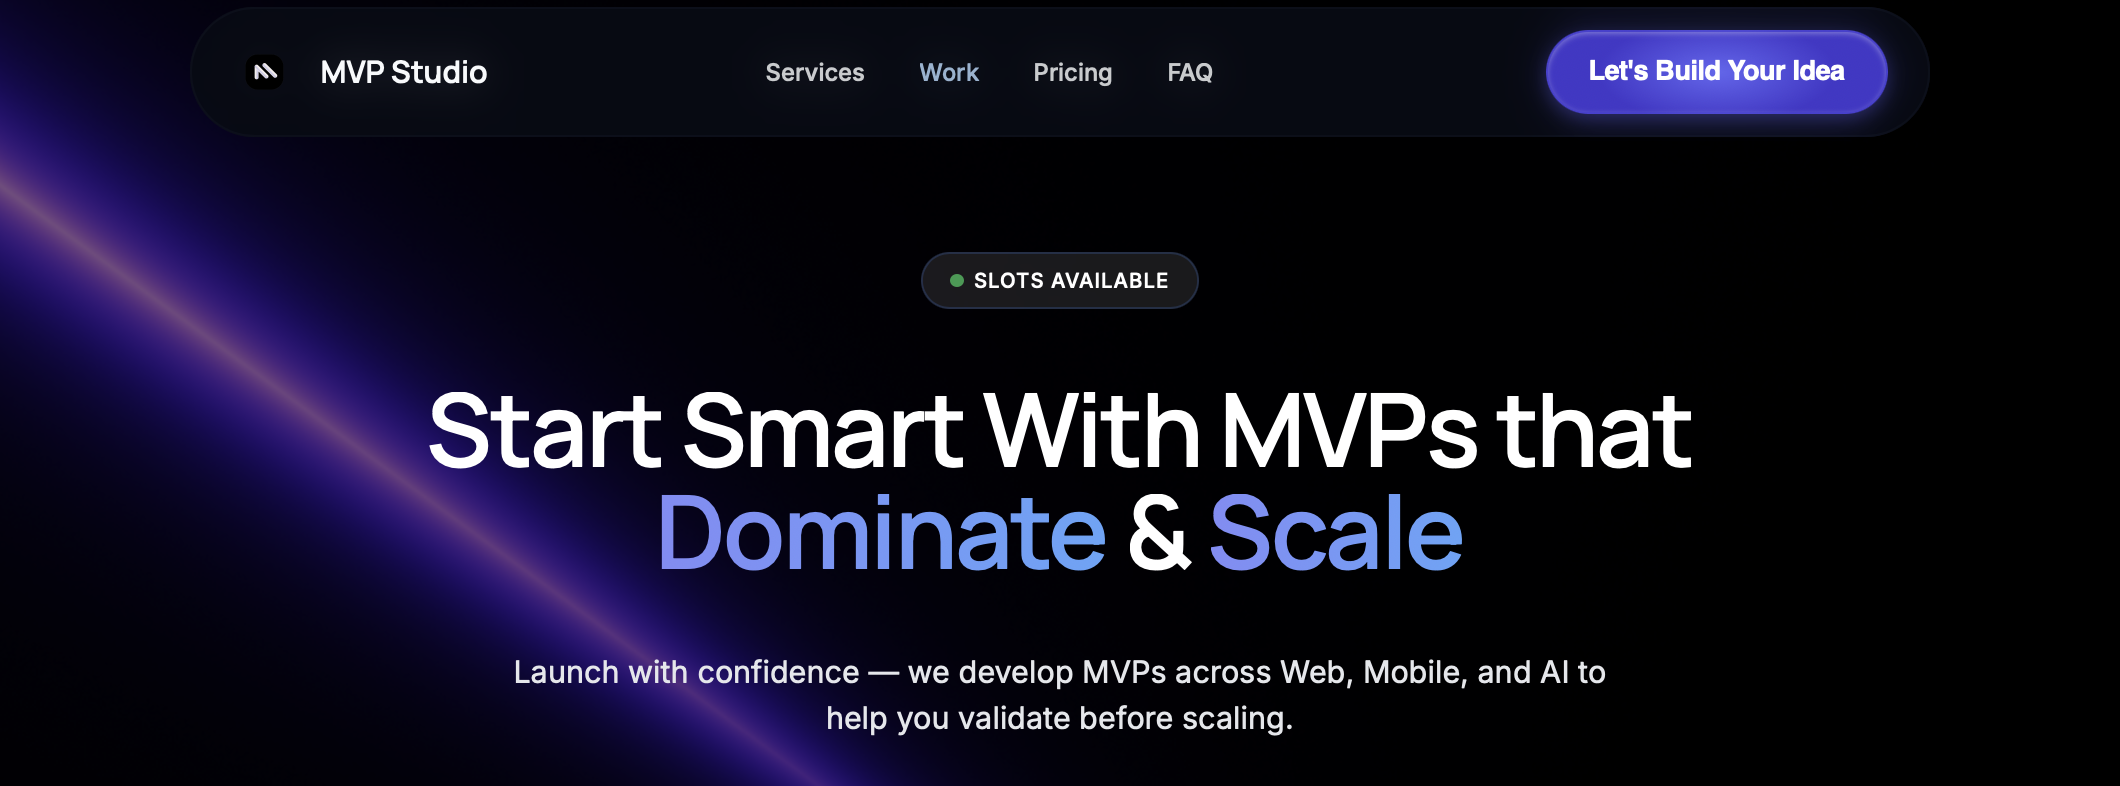 MVP Studio
Services
Work
Pricing
FAQ
Let's Build Your Idea
SLOTS AVAILABLE
Start Smart With MVPs that
Dominate & Scale
Launch with confidence — we develop MVPs across Web, Mobile, and AI to
help you validate before scaling.